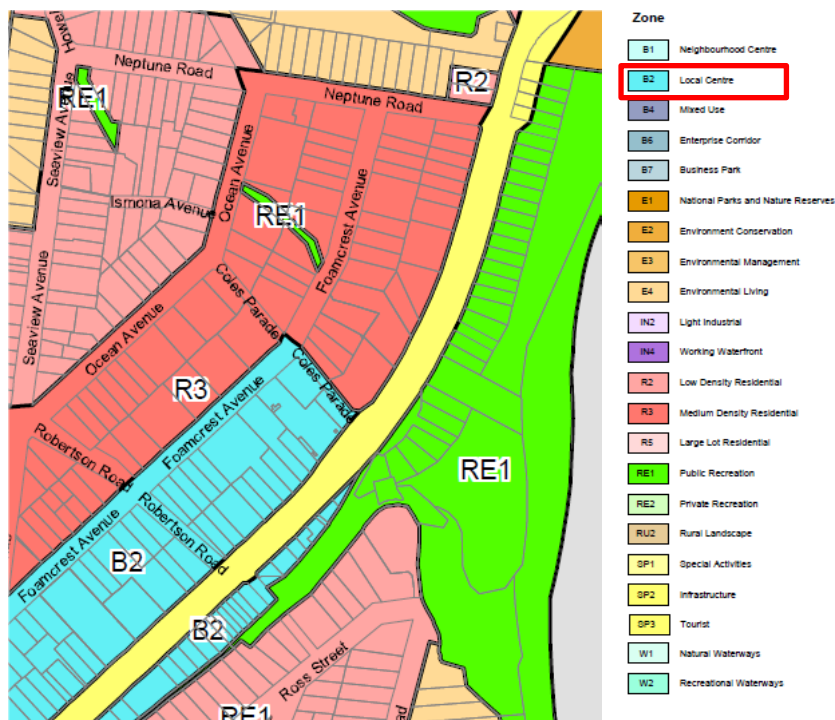 Howe
Neptune Road
RE1
Seaview Avenue
Ismona Avenue
Ocean Avenue
R2
Neptune Road
RE1
Foamcrest Avenue
Seaview Avenue
Ocean Avenue
Coles Parade
Coles Parade
R3
Foamcrest Avenue
Robertson Road
Robertson Road
RE1
Foamcrest Avenue
B2
B2
Ross Street
RE1
Zone
B1 Neighbourhood Centre
B2 Local Centre
B4 Mixed Use
B6 Enterprise Corridor
B7 Business Park
E1 National Parks and Nature Reserves
E2 Environment Conservation
E3 Environmental Management
E4 Environmental Living
IN2 Light Industrial
IN4 Working Waterfront
R2 Low Density Residential
R3 Medium Density Residential
R5 Large Lot Residential
RE1 Public Recreation
RE2 Private Recreation
RU2 Rural Landscape
SP1 Special Activities
SP2 Infrastructure
SP3 Tourist
W1 Natural Waterways
W2 Recreational Waterways